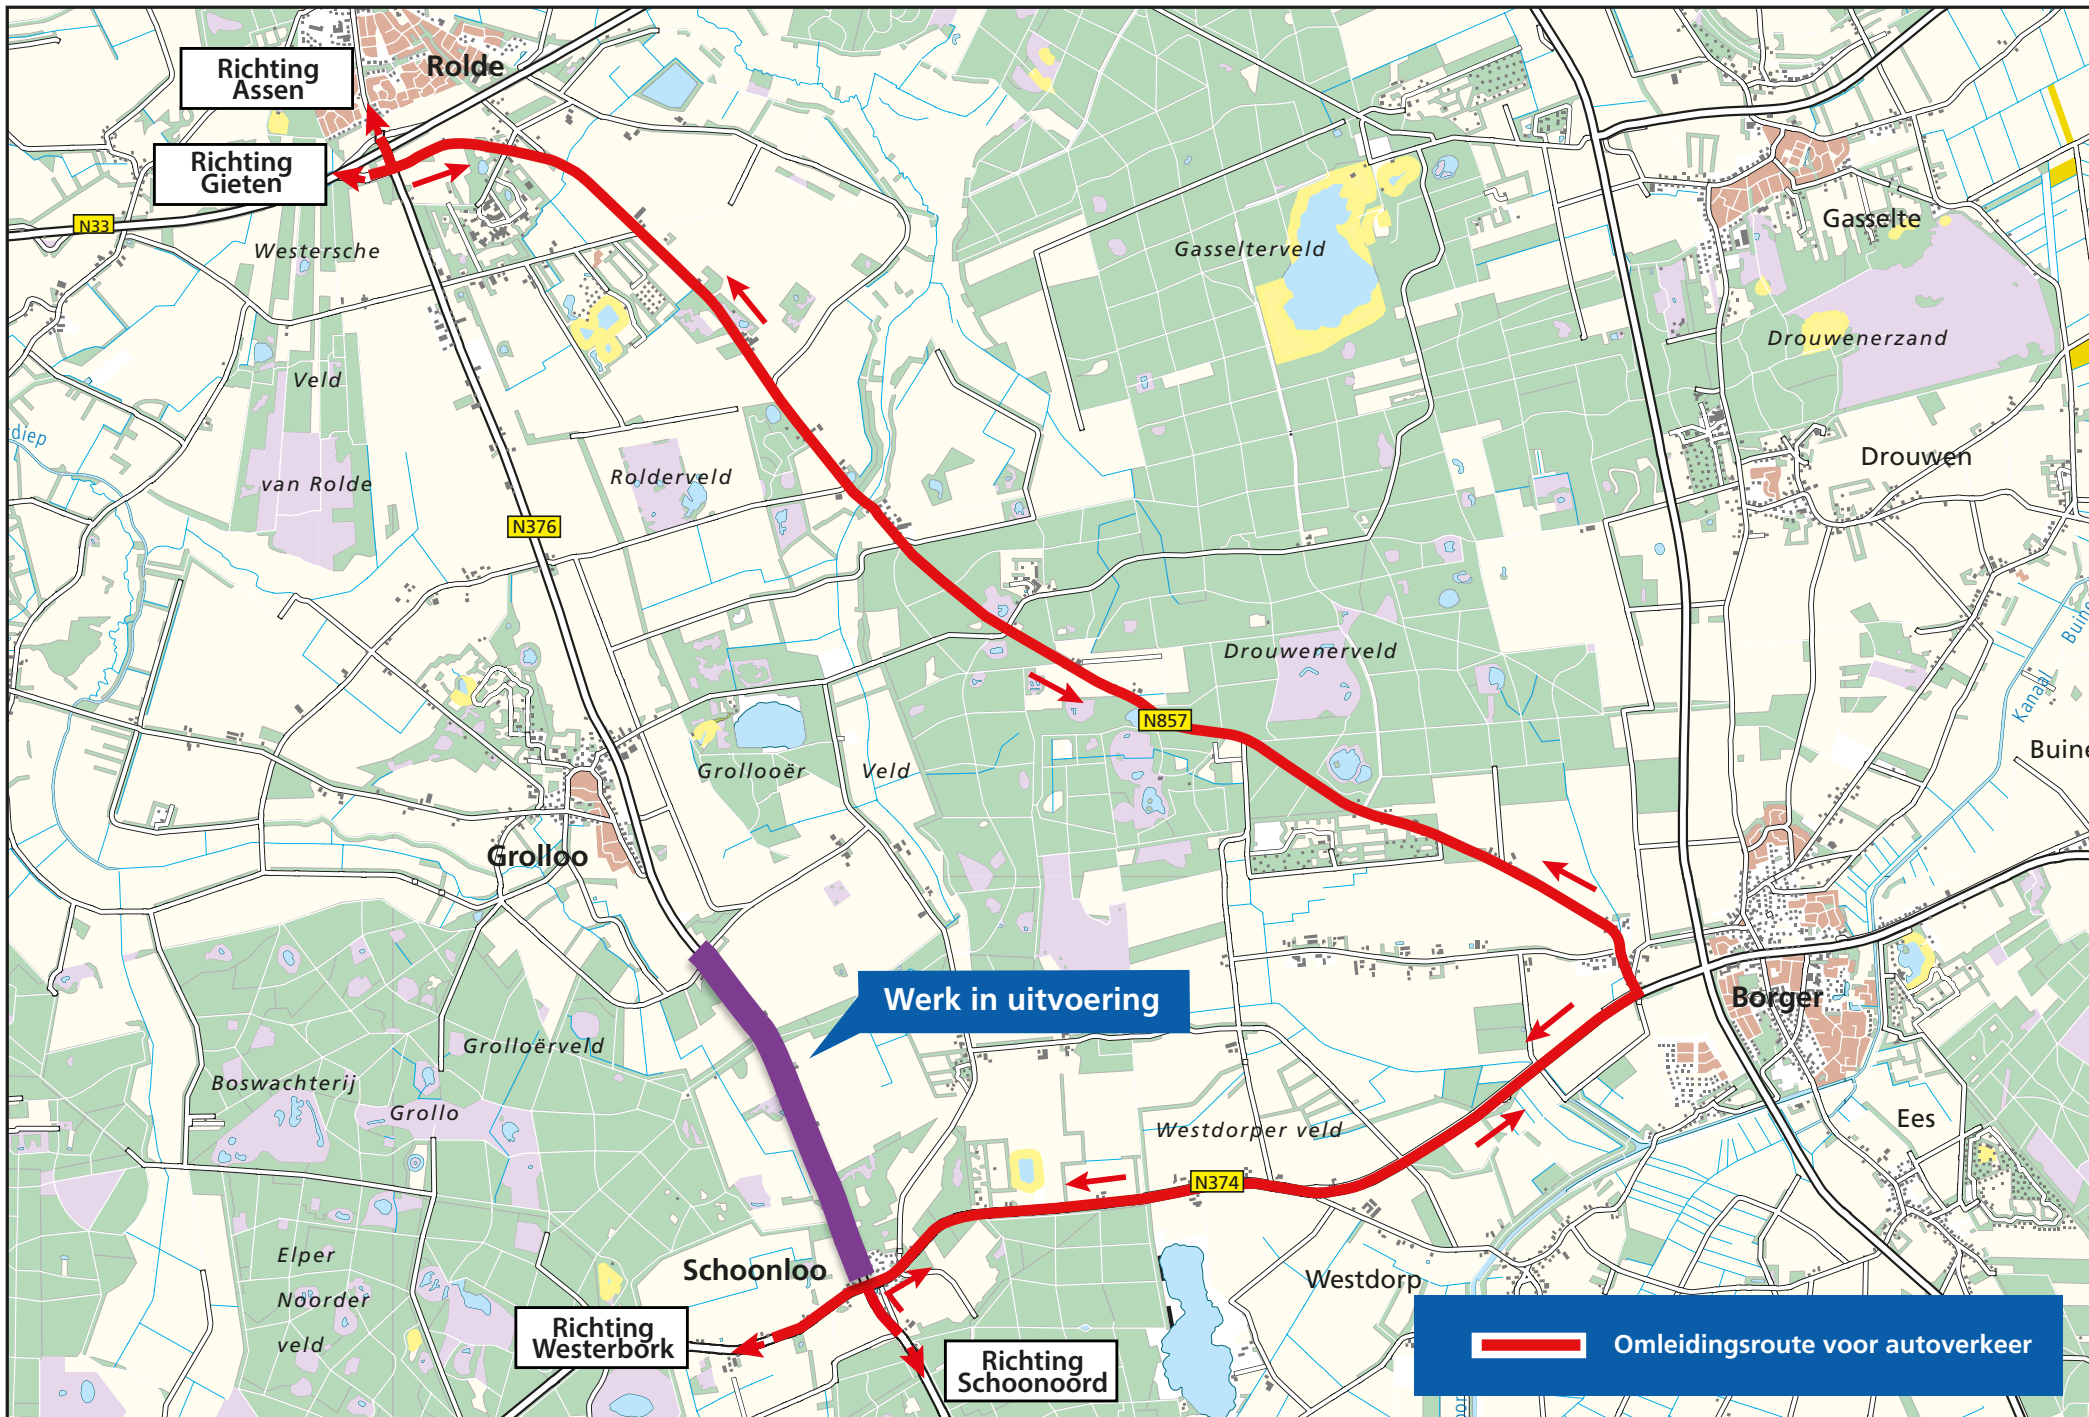 Richting
Assen
Rolde
Richting
Gieten
N33
Westersche
Gasselterveld
Gasselte
Drouwenerzand
Veld
diep
van Rolde
Rolderveld
Drouwen
N376
Drouwenerveld
Kanaal
Buine
N857
Buine
Grollooër
Veld
Grolloo
Werk in uitvoering
Borger
Grolloërveld
Boswachterij
Grollo
Westdorper veld
Ees
N374
Elper
Noorder
veld
Schoonloo
Westdorp
Richting
Westerbork
Richting
Schoonoord
Omleidingsroute voor autoverkeer